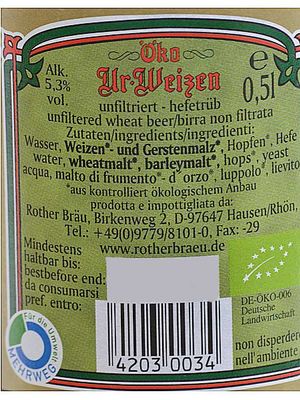 Öko
Ur-Weizen
Alk.
5,3%
vol.
e
0,5l
unfiltriert - hefetrüb
unfiltered wheat beer/birra non filtrata
Zutaten/ingredients/ingredienti:
Wasser, Weizen*- und Gerstenmalz*, Hopfen*, Hefe
water, wheatmalt*, barleymalt*, hops* yeast
acqua, malto di frumento*- d´orzo*, luppolo*, lievito
*aus kontrolliert ökologischem Anbau
prodotta e impottigliata da:
Rother Bräu, Birkenweg 2, D-97647 Hausen/Rhön,
Tel.: +49(0)9779/8101-0, Fax: -29
www.rotherbraeu.de
Mindestens
haltbar bis:
bestbefore end:
da consumarsi
pref. entro:
DE-ÖKO-006
Deutsche
Landwirtschaft
non disperdere
nell'ambiente
4203 0034
Für die Umwelt
MEHRWEG